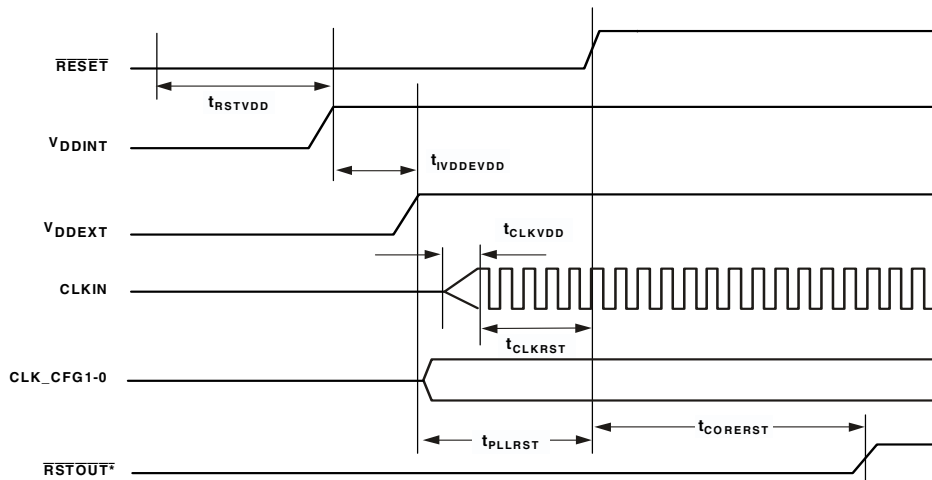 RESET
tRSTVDD
VDDINT
tIVDDEVDD
VDDEXT
tCLKVDD
CLKIN
tCLKRST
CLK_CFG1-0
tCORERST
tPLLRST
RSTOUT*